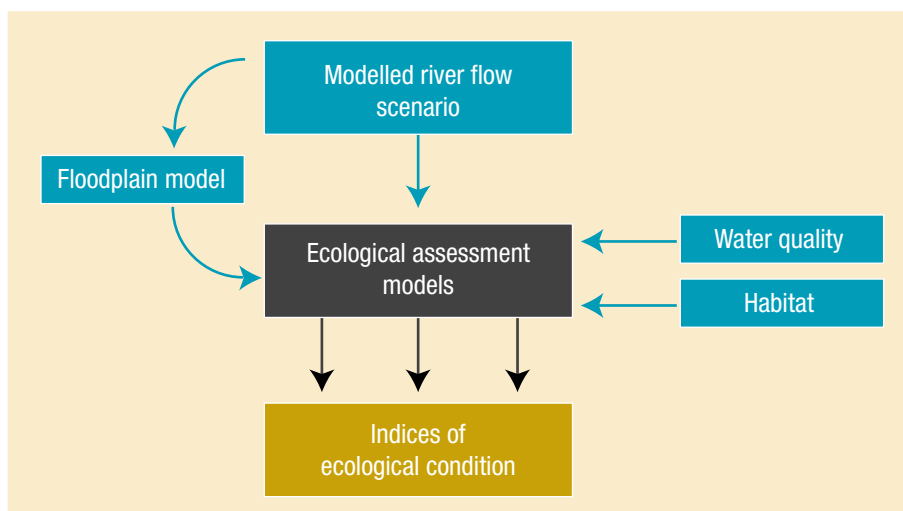 Modelled river flow
scenario
Floodplain model
Ecological assessment
models
Water quality
Habitat
Indices of
ecological condition